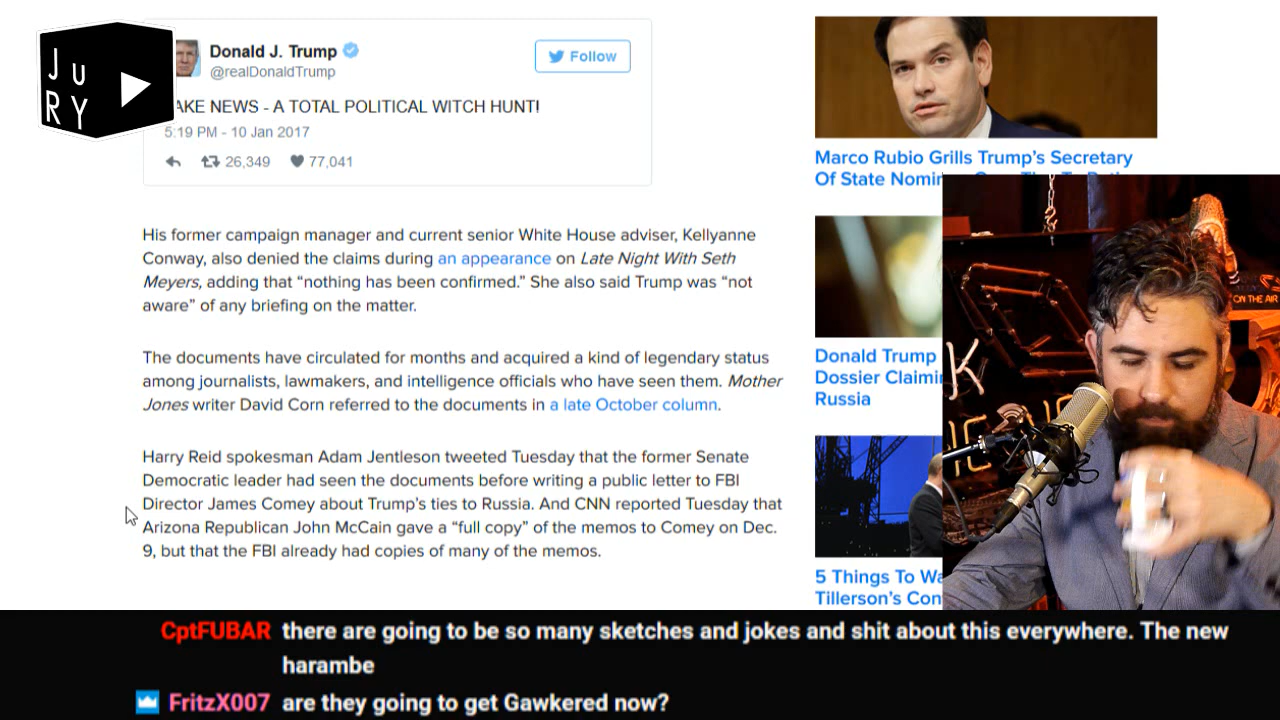 JURY
Donald J. Trump
@realDonaldTrump
Follow
AKE NEWS - A TOTAL POLITICAL WITCH HUNT!
5:19 PM - 10 Jan 2017
26,349
77,041
His former campaign manager and current senior White House adviser, Kellyanne
Conway, also denied the claims during an appearance on Late Night With Seth
Meyers, adding that “nothing has been confirmed.” She also said Trump was “not
aware” of any briefing on the matter.
The documents have circulated for months and acquired a kind of legendary status
among journalists, lawmakers, and intelligence officials who have seen them. Mother
Jones writer David Corn referred to the documents in a late October column.
Harry Reid spokesman Adam Jentleson tweeted Tuesday that the former Senate
Democratic leader had seen the documents before writing a public letter to FBI
Director James Comey about Trump’s ties to Russia. And CNN reported Tuesday that
Arizona Republican John McCain gave a “full copy” of the memos to Comey on Dec.
9, but that the FBI already had copies of many of the memos.
Marco Rubio Grills Trump’s Secretary
Of State
Donald Trump
Dossier
Russia
5 Things To
Tillerson’s
ON THE AIR
CptFUBAR there are going to be so many sketches and jokes and shit about this everywhere. The new
harambe
FritzX007 are they going to get Gawkered now?